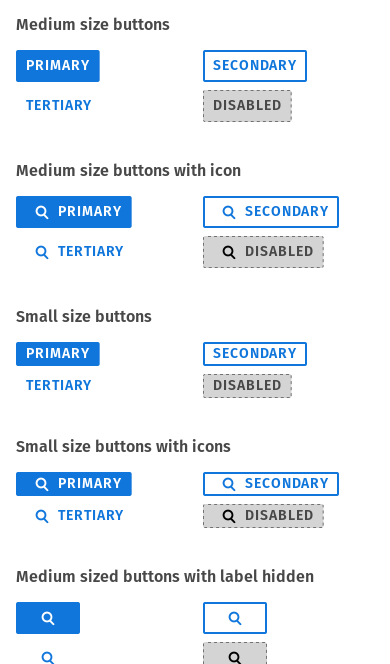 Medium size buttons
PRIMARY
SECONDARY
TERTIARY
DISABLED
Medium size buttons with icon
PRIMARY
SECONDARY
TERTIARY
DISABLED
Small size buttons
PRIMARY
SECONDARY
TERTIARY
DISABLED
Small size buttons with icons
PRIMARY
SECONDARY
TERTIARY
DISABLED
Medium sized buttons with label hidden